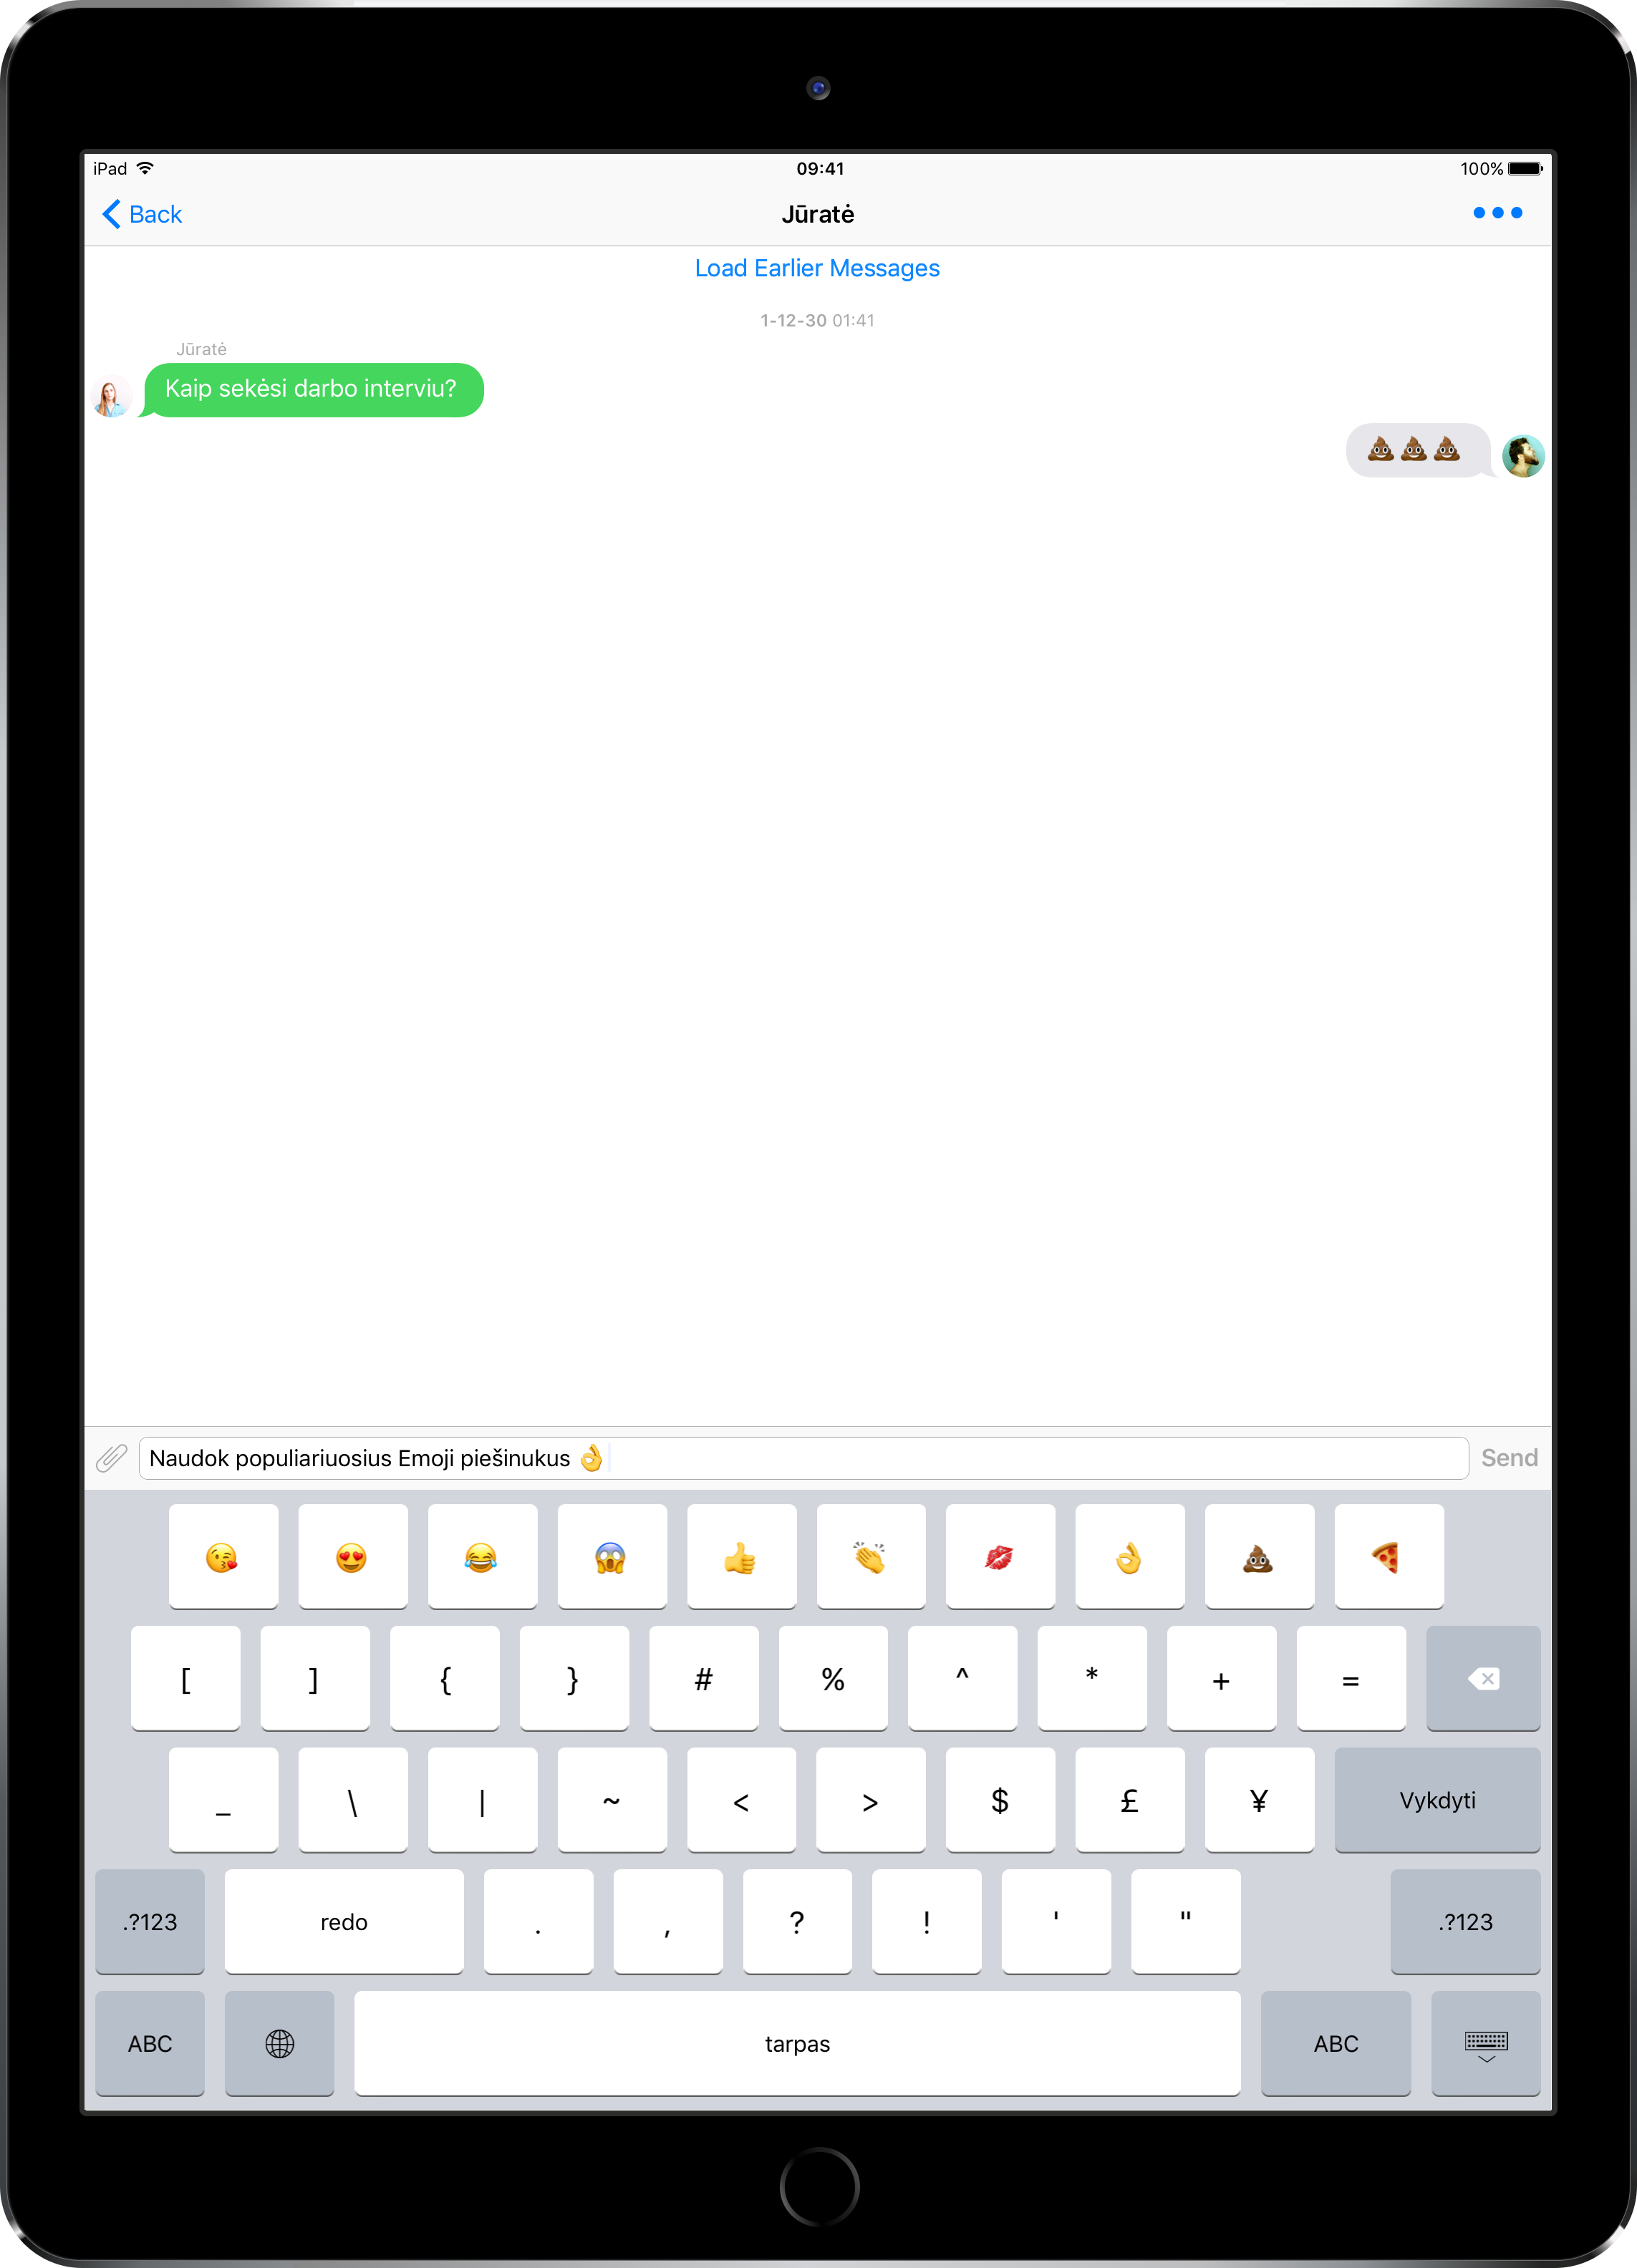 iPad 09:41 100%
Back Jūratė
Load Earlier Messages
1-12-30 01:41
Jūratė
Kaip sekėsi darbo interviu?
💩💩💩
Naudok populiariuosius Emoji piešinukus 👌 Send
😘 😍 😂 😱 👍 👏 💋 👌 💩 🍕
[ ] { } # % ^ * + =
_ \ | ~ < > $ £ ¥ Vykdyti
.?123 redo . , ? ! ' " .?123
ABC tarpas ABC